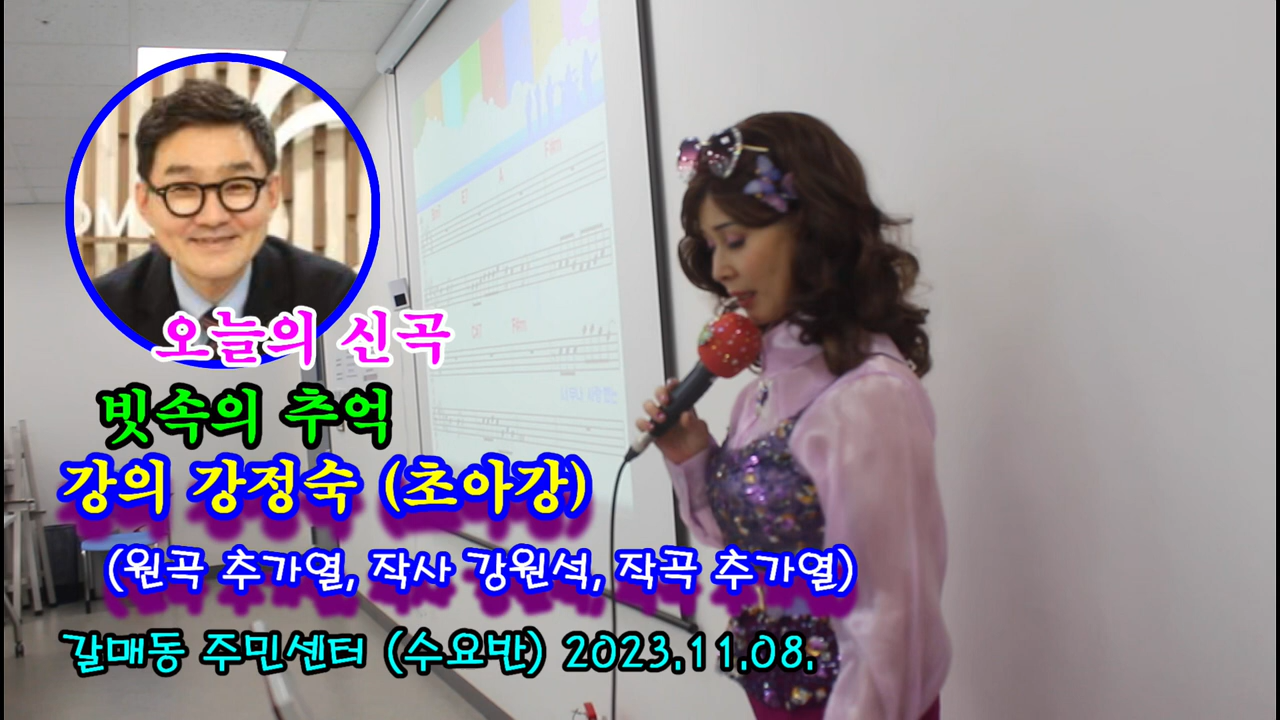 오늘의 신곡
빗속의 추억
강의 강정숙 (초아강)
(원곡 추가열, 작사 강원석, 작곡 추가열)
갈매동 주민센터 (수요반) 2023.11.08.
E7
A
F#m